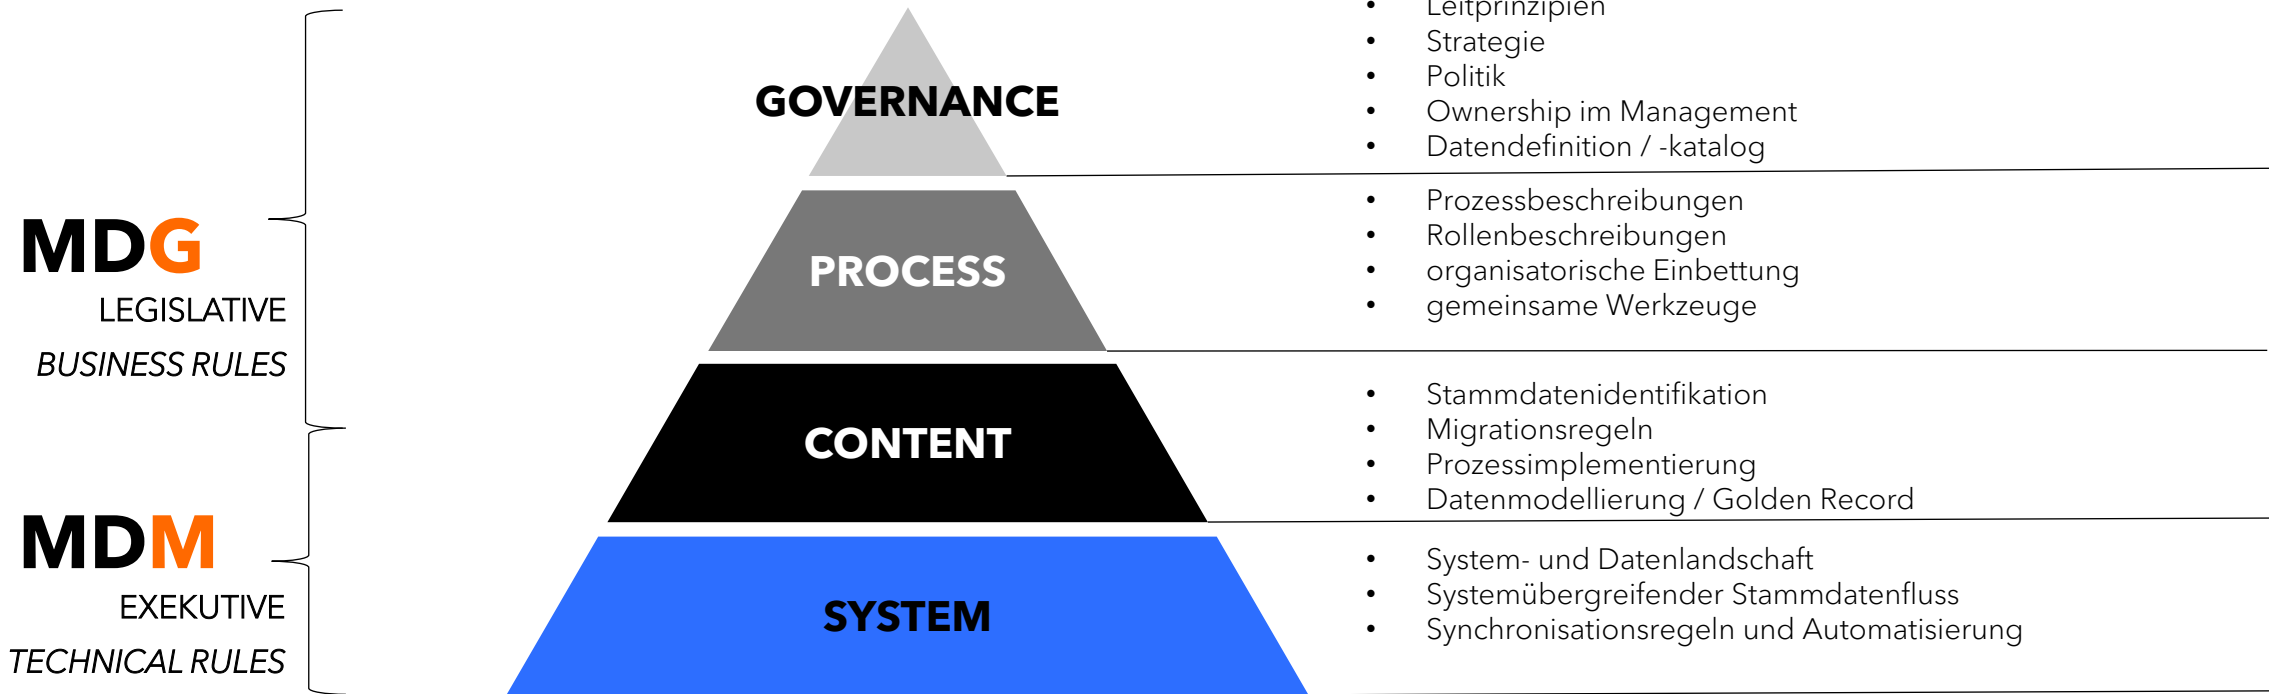 Leitprinzipien
• Strategie
• Politik
• Ownership im Management
• Datendefinition / -katalog
GOVERNANCE
• Prozessbeschreibungen
• Rollenbeschreibungen
• organisatorische Einbettung
• gemeinsame Werkzeuge
PROCESS
MDG
LEGISLATIVE
BUSINESS RULES
• Stammdatenidentifikation
• Migrationsregeln
• Prozessimplementierung
• Datenmodellierung / Golden Record
CONTENT
MDM
EXEKUTIVE
TECHNICAL RULES
• System- und Datenlandschaft
• Systemübergreifender Stammdatenfluss
• Synchronisationsregeln und Automatisierung
SYSTEM